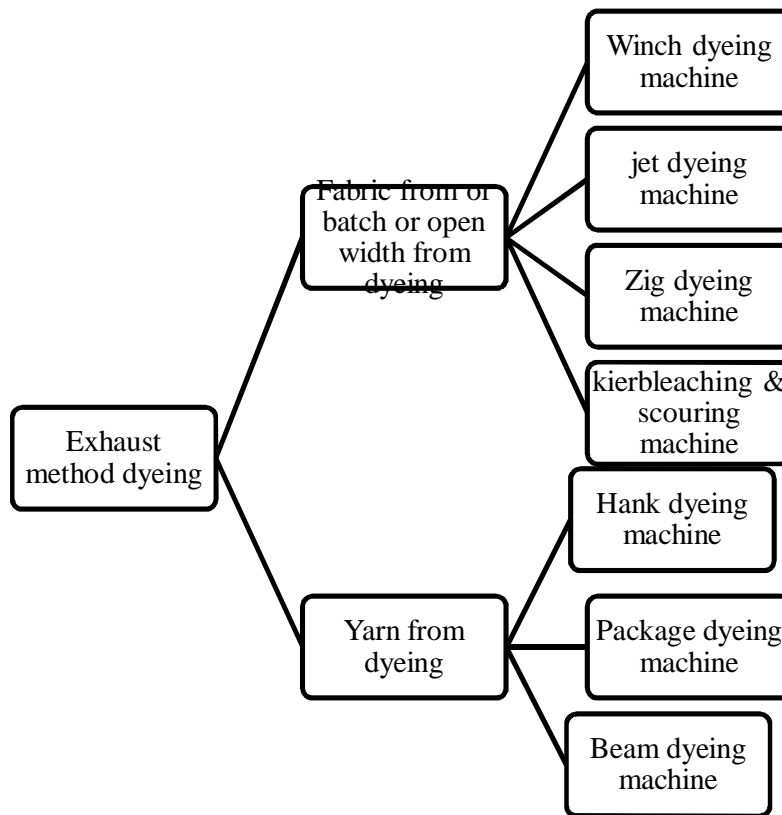 Exhaust
method dyeing
Fabric from or
batch or open
width from
dyeing
Winch dyeing
machine
jet dyeing
machine
Zig dyeing
machine
kierbleaching &
scouring
machine
Yarn from
dyeing
Hank dyeing
machine
Package dyeing
machine
Beam dyeing
machine